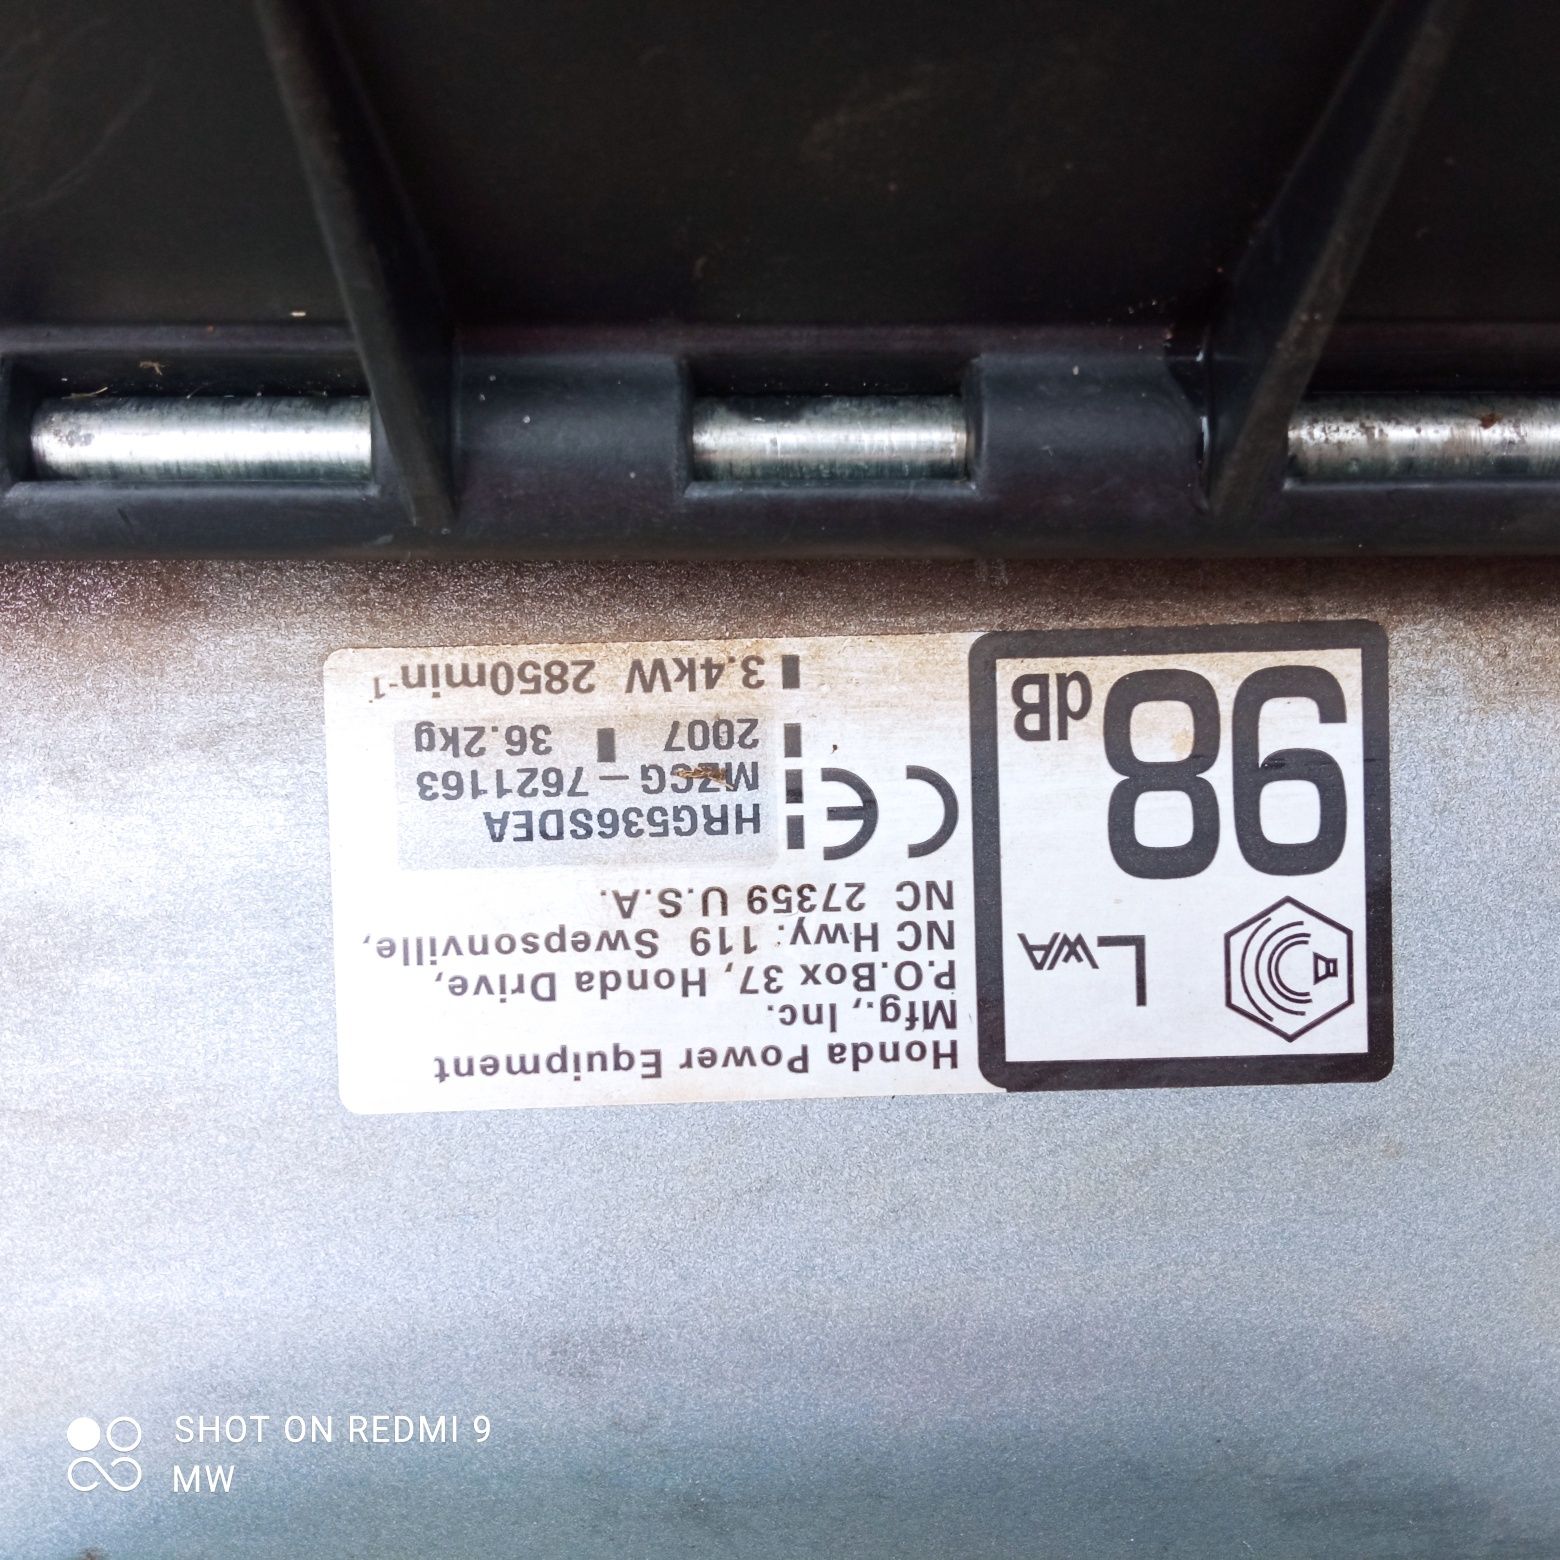 LWA
98
dB
Honda Power Equipment
Mfg., Inc.
P.O.Box 37, Honda Drive,
NC Hwy. 119 Swepsonville,
NC 27359 U.S.A.
CE
HRG536SDEA
MZCG-7621163
2007 36.2kg
3.4kW 2850min-1
SHOT ON REDMI 9
MW